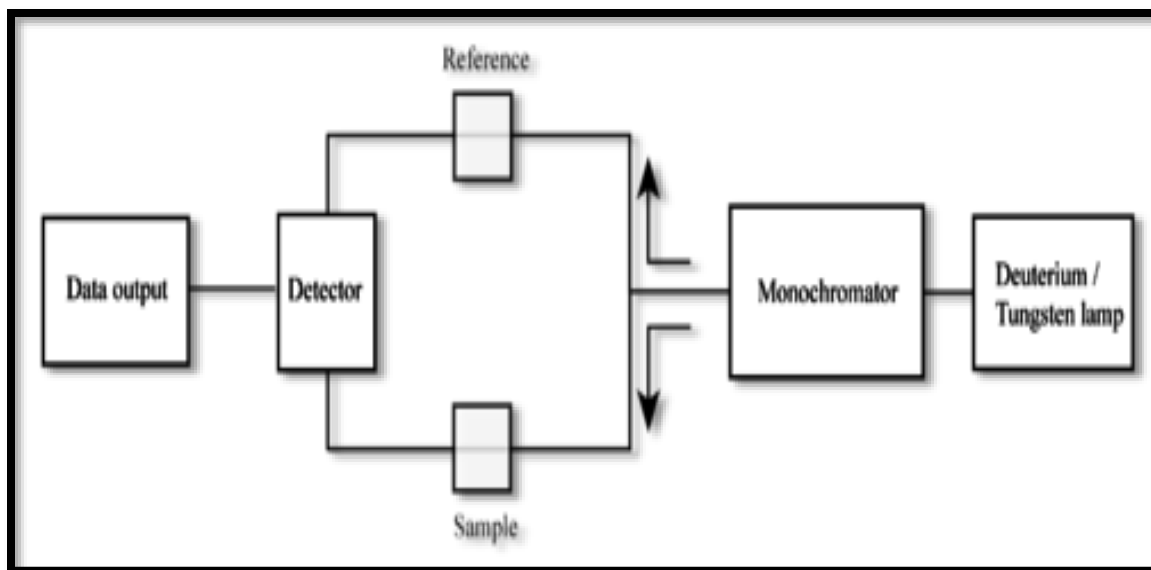 Reference
Data output
Detector
Monochromator
Deuterium /
Tungsten lamp
Sample